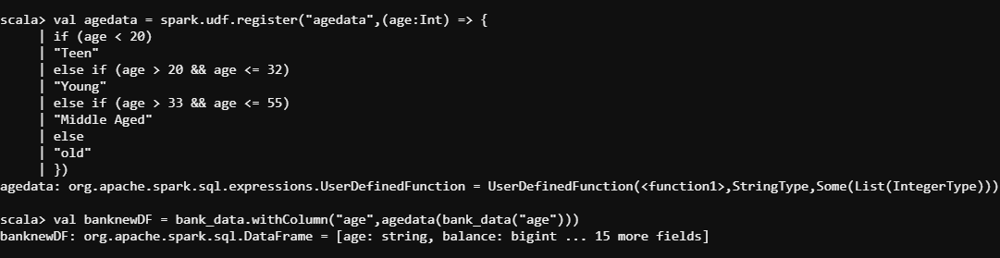 scala> val agedata = spark.udf.register("agedata",(age:Int) => {
| if (age < 20)
| "Teen"
| else if (age > 20 && age <= 32)
| "Young"
| else if (age > 33 && age <= 55)
| "Middle Aged"
| else
| "old"
| })
agedata: org.apache.spark.sql.expressions.UserDefinedFunction = UserDefinedFunction(<function1>,StringType,Some(List(IntegerType)))
scala> val banknewDF = bank_data.withColumn("age",agedata(bank_data("age")))
banknewDF: org.apache.spark.sql.DataFrame = [age: string, balance: bigint ... 15 more fields]